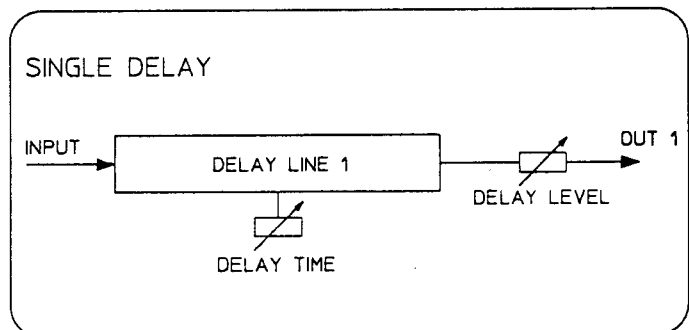 SINGLE DELAY
INPUT
DELAY LINE 1
OUT 1
DELAY LEVEL
DELAY TIME